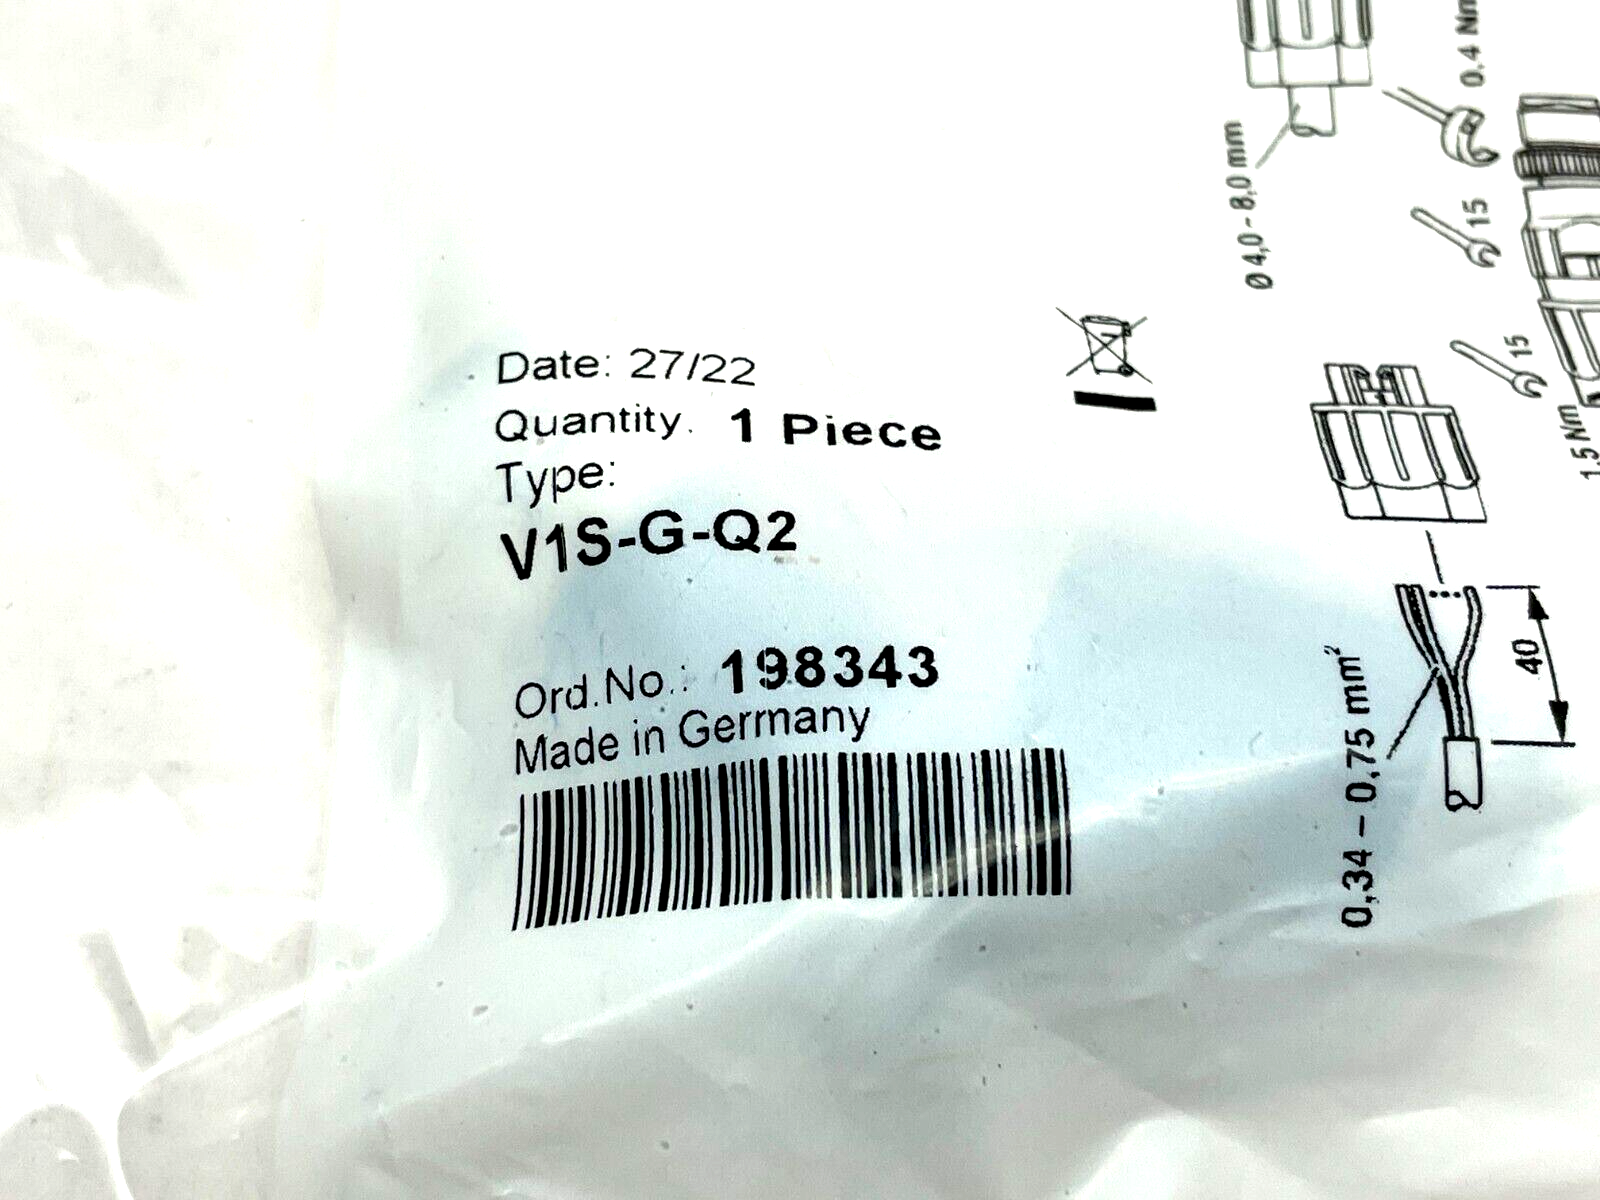 Date: 27/22
Quantity. 1 Piece
Type:
V1S-G-Q2
Ord.No.: 198343
Made in Germany
Ø 4,0 - 8,0 mm
0,4 Nm
15
15
1,5 Nm
40
0,34 – 0,75 mm²